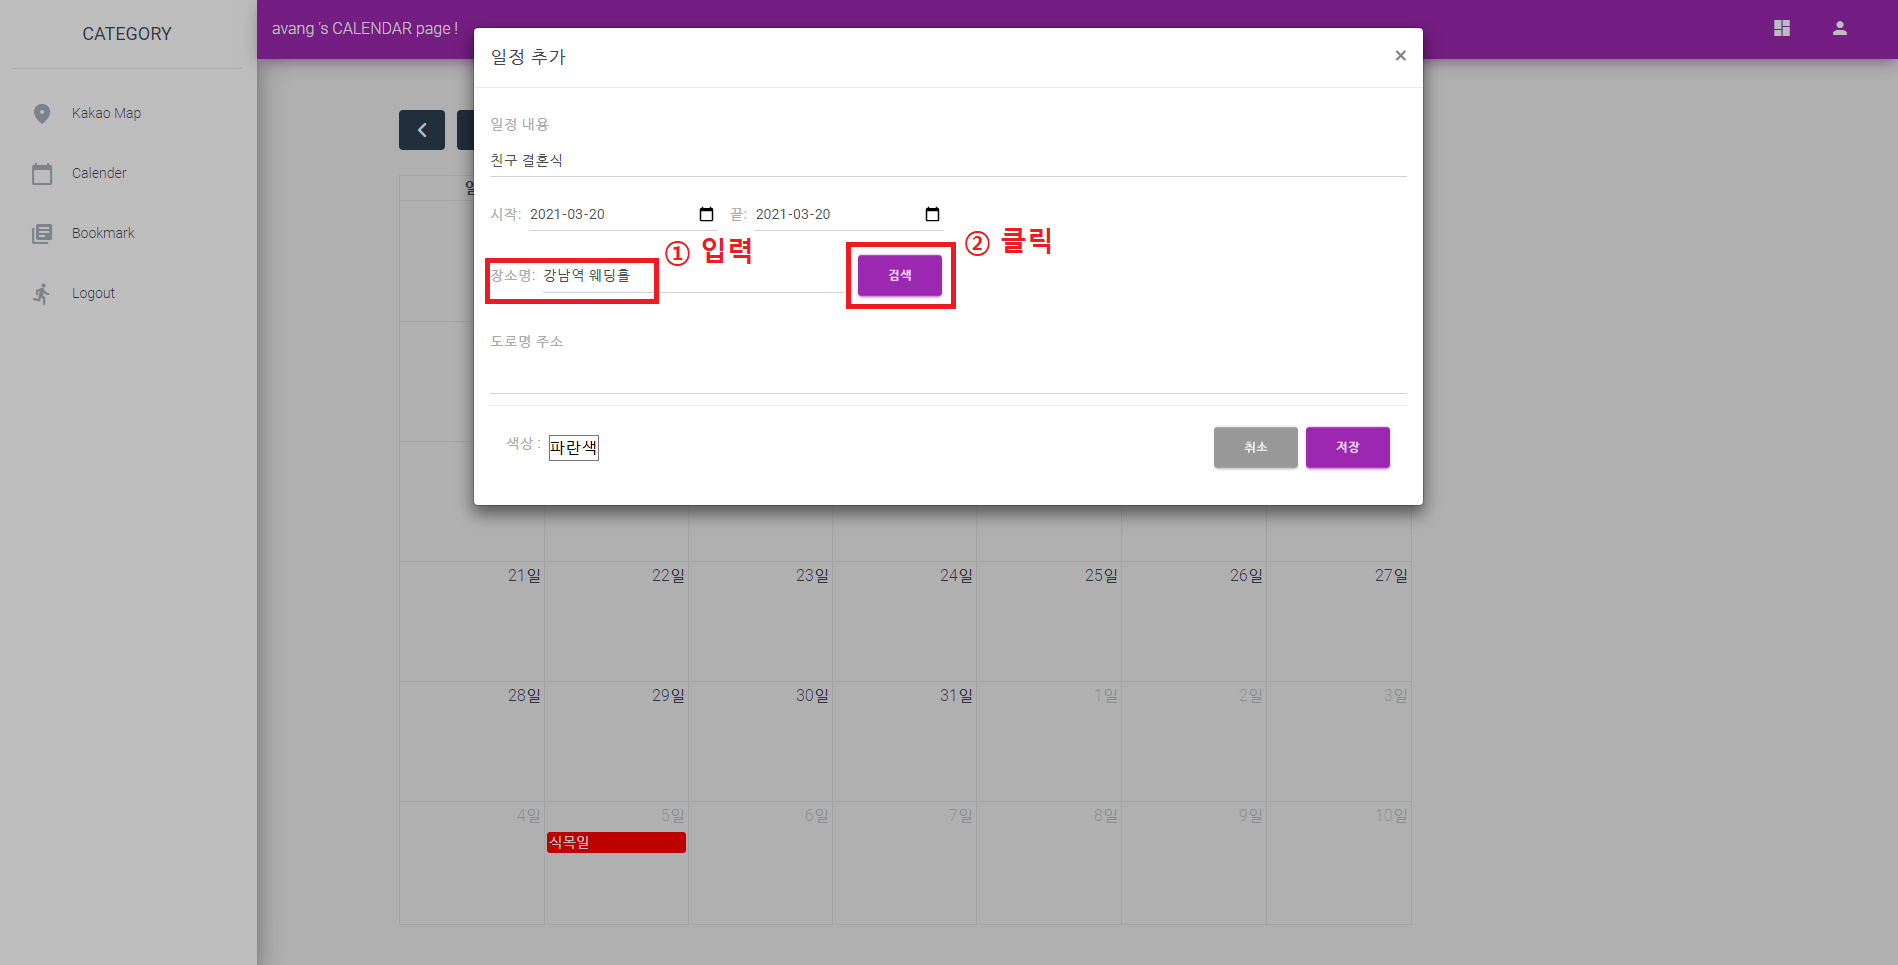 CATEGORY
Kakao Map
Calender
Bookmark
Logout
avang 's CALENDAR page !
일정 추가
×
일정 내용
친구 결혼식
시작: 2021-03-20 끝: 2021-03-20
① 입력
② 클릭
장소명: 강남역 웨딩홀
검색
도로명 주소
색상 : 파란색
취소 저장
21일 22일 23일 24일 25일 26일 27일
28일 29일 30일 31일 1일 2일 3일
4일 5일 6일 7일 8일 9일 10일
식목일